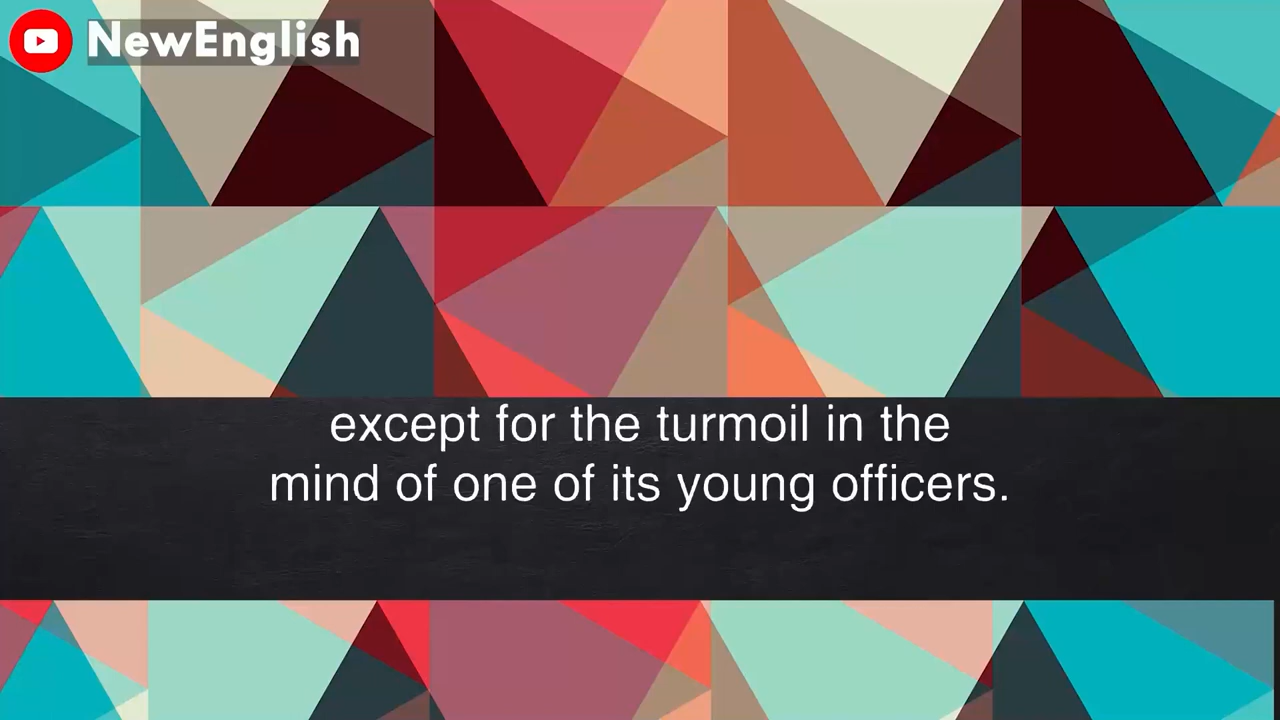 NewEnglish
except for the turmoil in the
mind of one of its young officers.